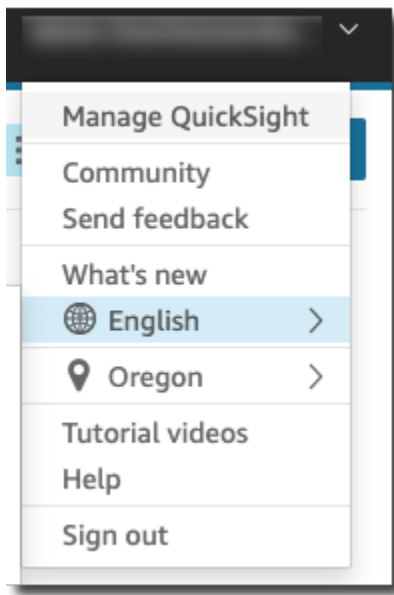 Manage QuickSight
Community
Send feedback
What's new
English
Oregon
Tutorial videos
Help
Sign out